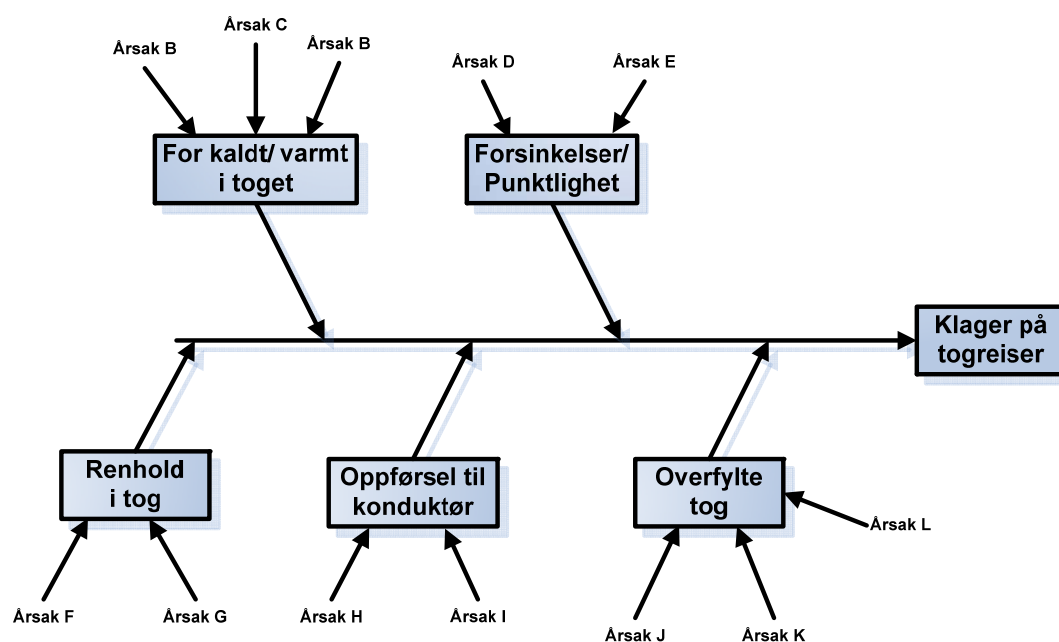 Årsak B
Årsak C
Årsak B
Årsak D
Årsak E
For kaldt/ varmt
i toget
Forsinkelser/
Punktlighet
Klager på
togreiser
Renhold
i tog
Oppførsel til
konduktør
Overfylte
tog
Årsak L
Årsak F
Årsak G
Årsak H
Årsak I
Årsak J
Årsak K